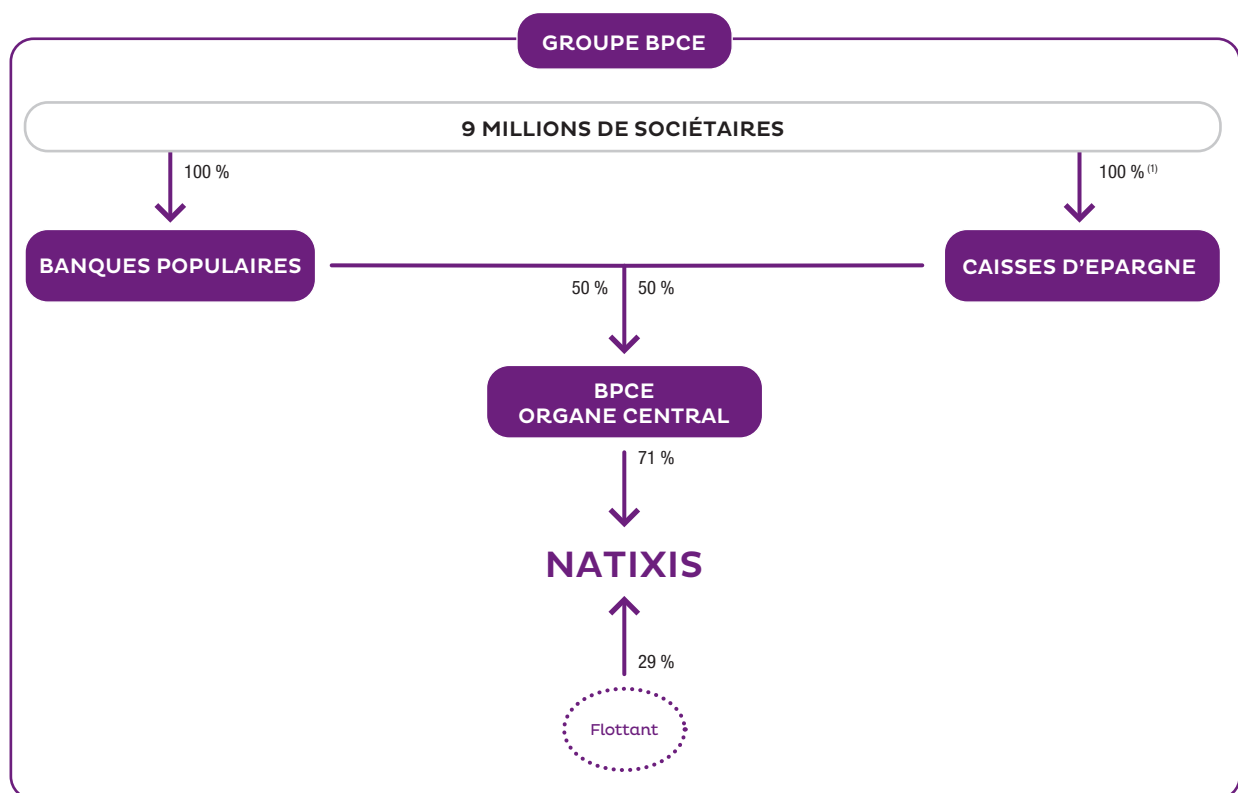 GROUPE BPCE
9 MILLIONS DE SOCIÉTAIRES
100 %
100 % (1)
BANQUES POPULAIRES
CAISSES D’EPARGNE
50 %
50 %
BPCE
ORGANE CENTRAL
71 %
NATIXIS
29 %
Flottant